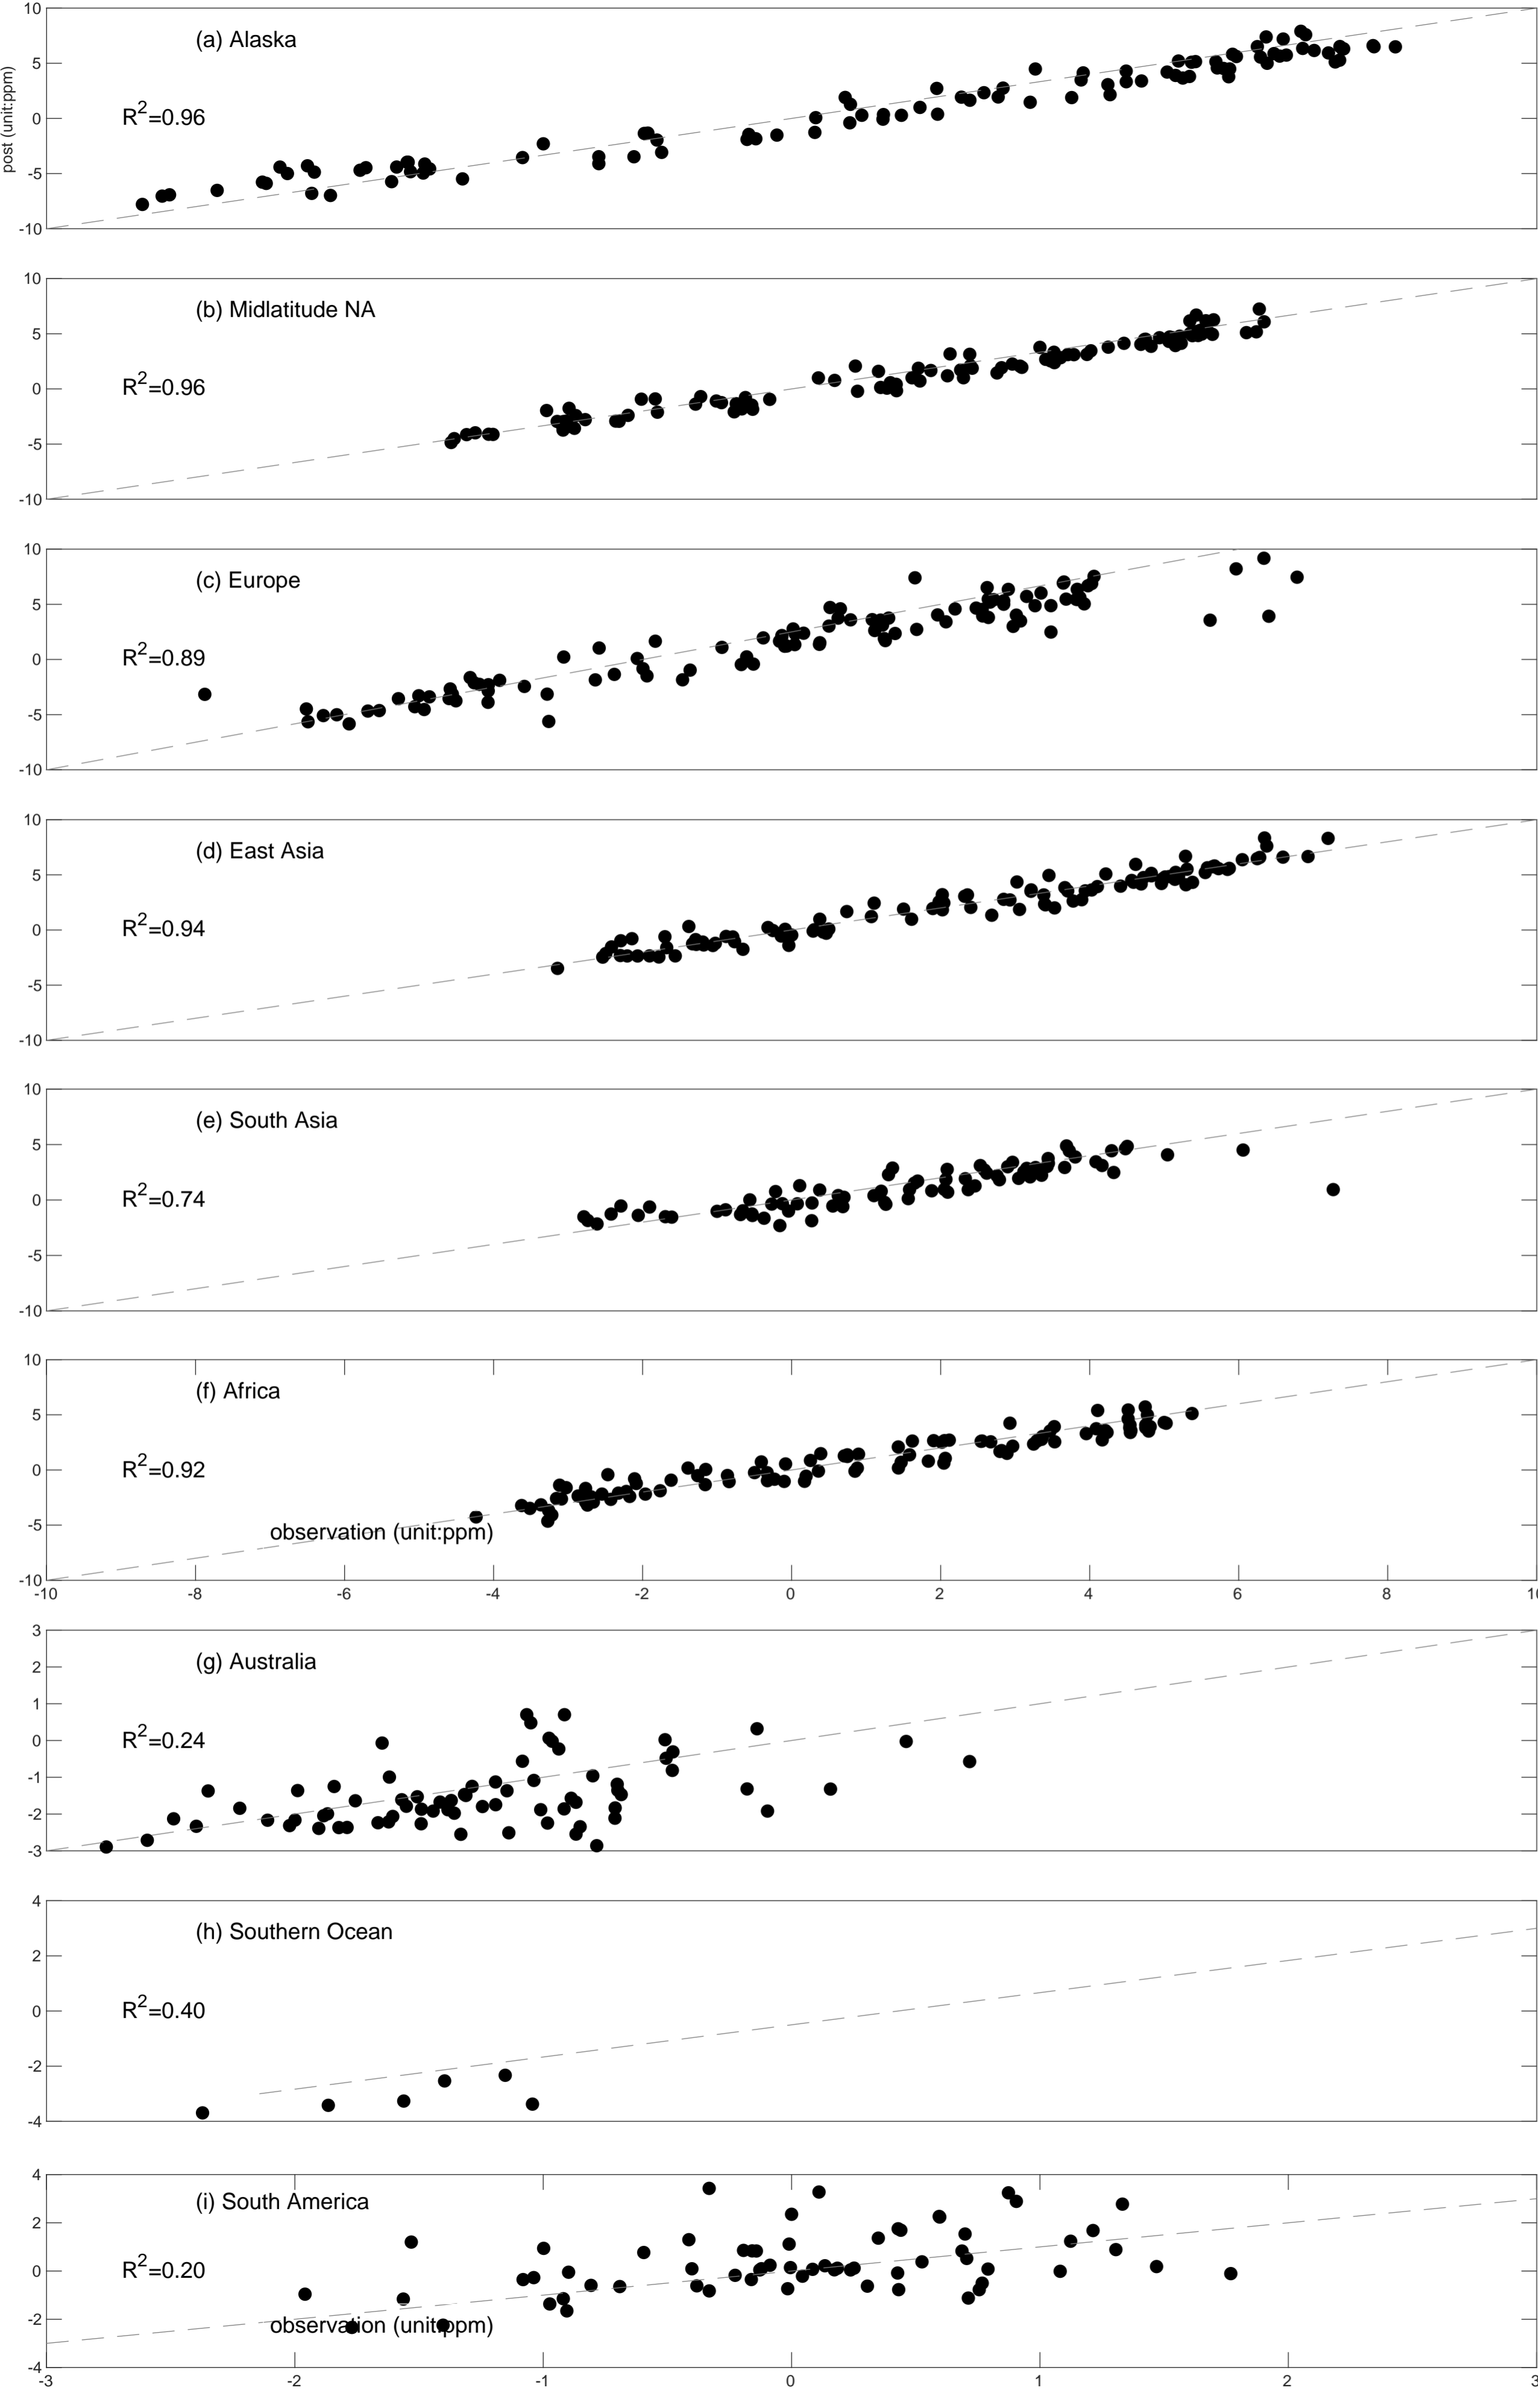 post (unit:ppm)
10
5
0
-5
-10
(a) Alaska
R2=0.96
10
5
0
-5
-10
(b) Midlatitude NA
R2=0.96
10
5
0
-5
-10
(c) Europe
R2=0.89
10
5
0
-5
-10
(d) East Asia
R2=0.94
10
5
0
-5
-10
(e) South Asia
R2=0.74
10
5
0
-5
-10
(f) Africa
R2=0.92
observation (unit:ppm)
-10 -8 -6 -4 -2 0 2 4 6 8 10
3
2
1
0
-1
-2
-3
(g) Australia
R2=0.24
4
2
0
-2
-4
(h) Southern Ocean
R2=0.40
4
2
0
-2
-4
(i) South America
R2=0.20
observation (unit:ppm)
-3 -2 -1 0 1 2 3